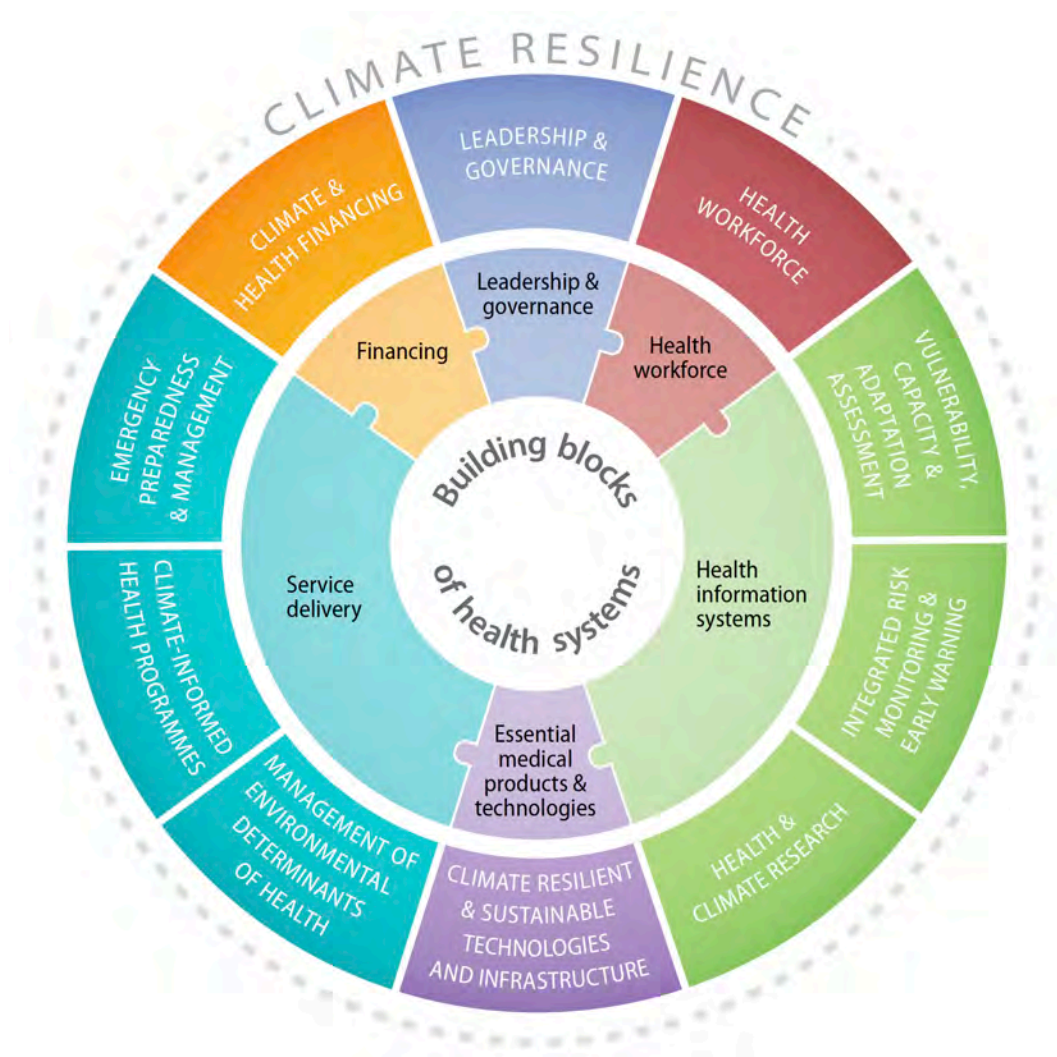 CLIMATE RESILIENCE
LEADERSHIP &
GOVERNANCE
HEALTH
WORKFORCE
VULNERABILITY,
CAPACITY &
ADAPTATION
ASSESSMENT
INTEGRATED RISK
MONITORING &
EARLY WARNING
HEALTH &
CLIMATE RESEARCH
CLIMATE RESILIENT
& SUSTAINABLE
TECHNOLOGIES
AND INFRASTRUCTURE
MANAGEMENT OF
ENVIRONMENTAL
DETERMINANTS
OF HEALTH
CLIMATE-INFORMED
HEALTH PROGRAMMES
EMERGENCY
PREPAREDNESS
& MANAGEMENT
CLIMATE &
HEALTH FINANCING
Leadership &
governance
Health
workforce
Health
information
systems
Essential
medical
products &
technologies
Service
delivery
Financing
Building blocks
of health systems